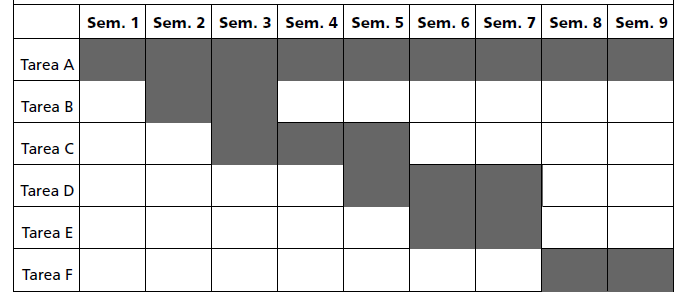 Sem. 1 Sem. 2 Sem. 3 Sem. 4 Sem. 5 Sem. 6 Sem. 7 Sem. 8 Sem. 9
Tarea A
Tarea B
Tarea C
Tarea D
Tarea E
Tarea F